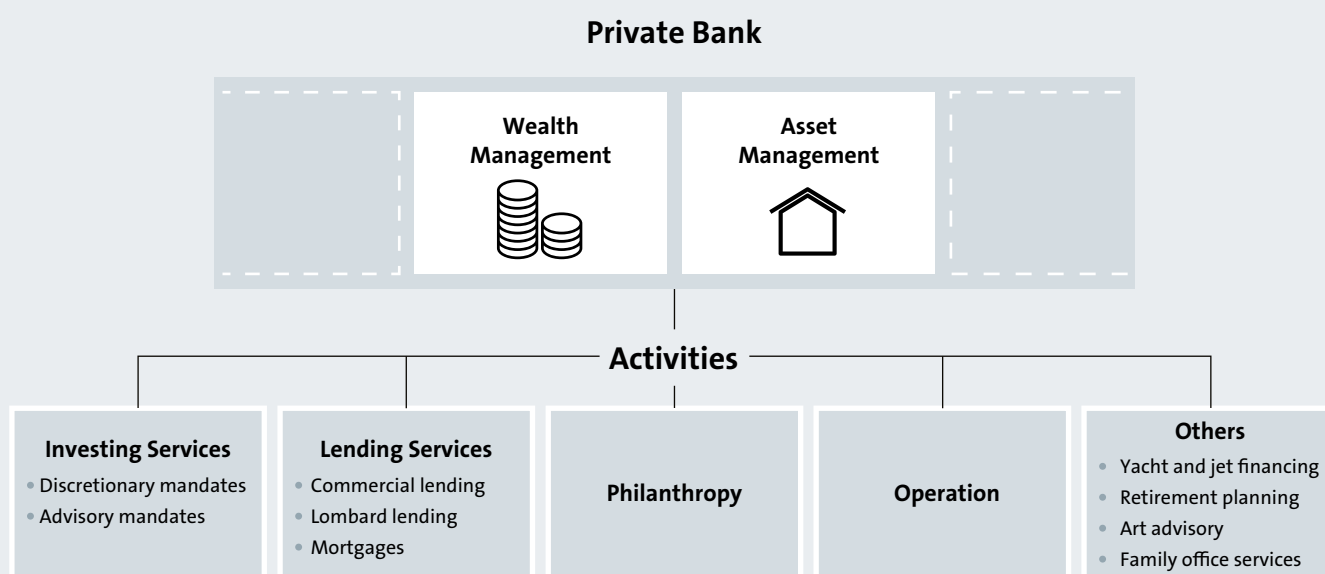 Private Bank
Wealth
Management
Asset
Management
Activities
Investing Services
• Discretionary mandates
• Advisory mandates
Lending Services
• Commercial lending
• Lombard lending
• Mortgages
Philanthropy
Operation
Others
• Yacht and jet financing
• Retirement planning
• Art advisory
• Family office services